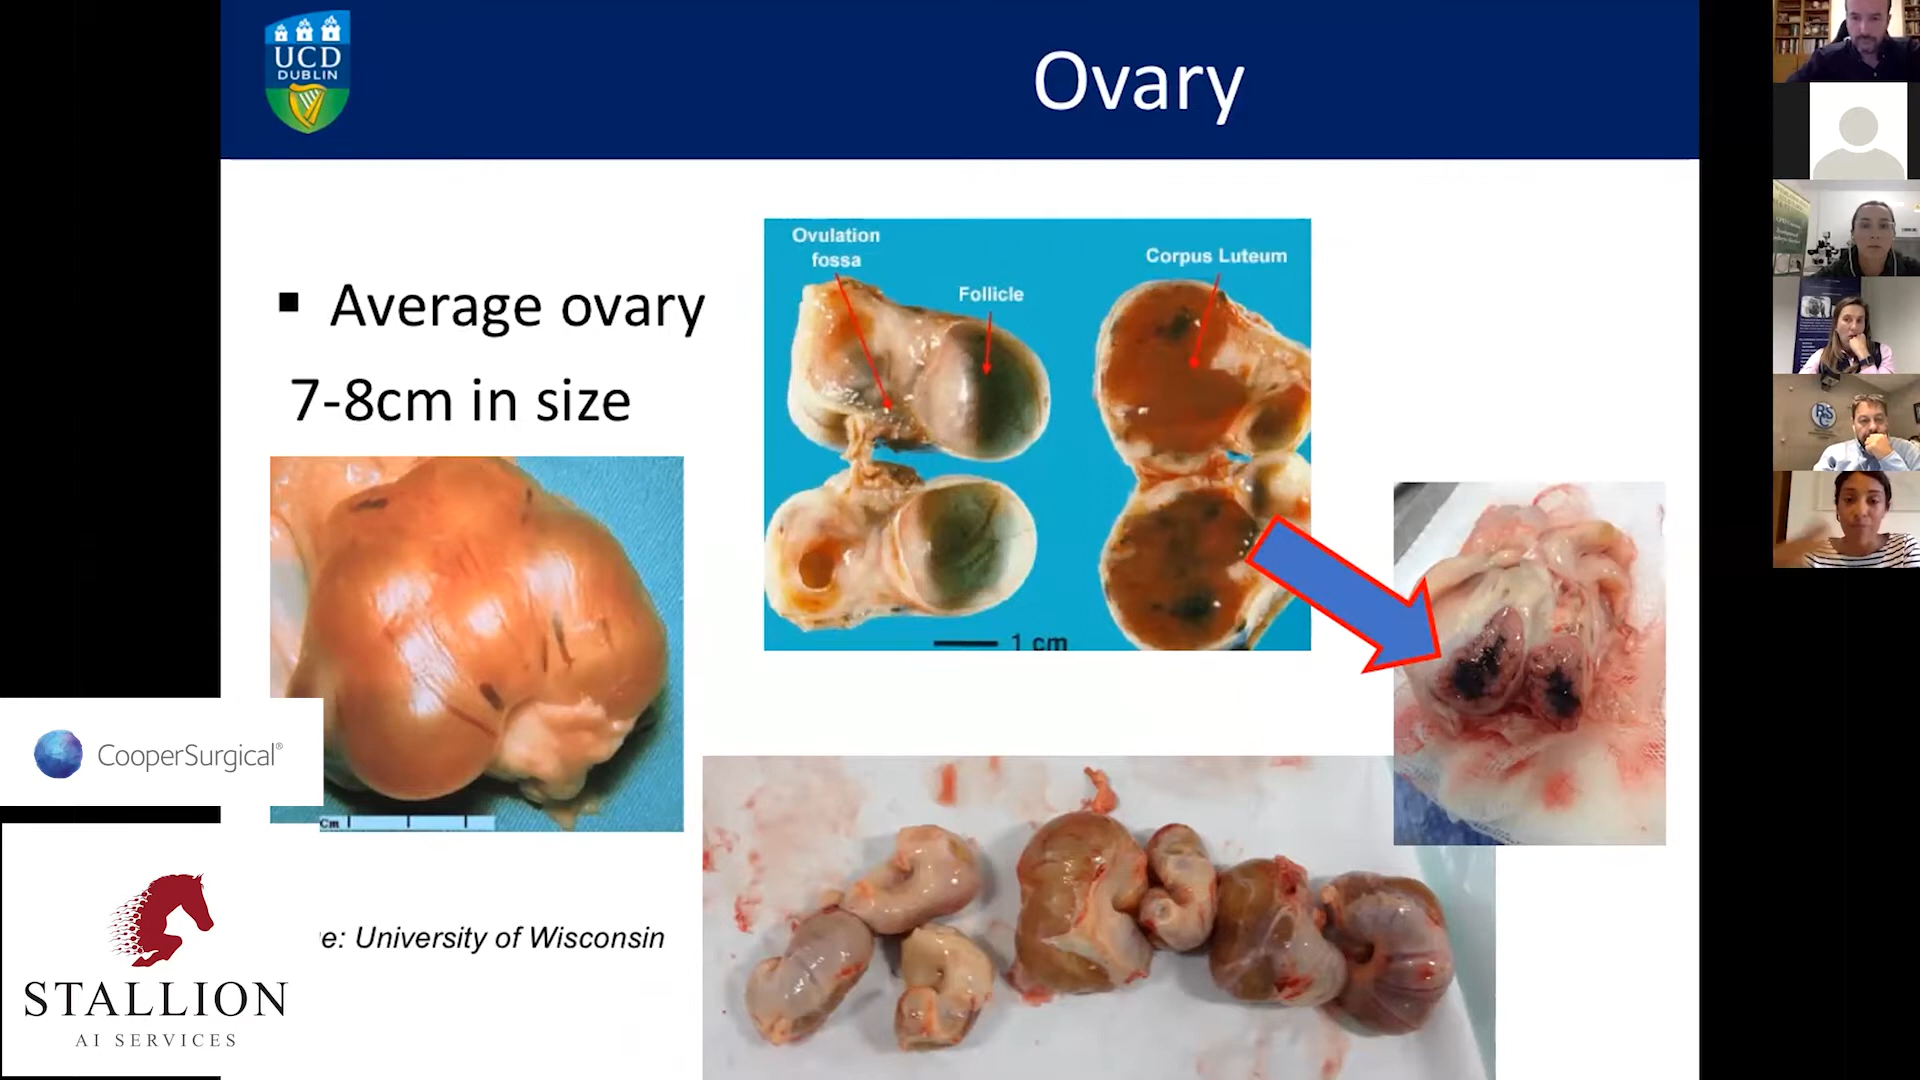 UCD
DUBLIN
Ovary
▪ Average ovary
7-8cm in size
Ovulation
fossa
Follicle
Corpus Luteum
1 cm
cm
CooperSurgical®
e: University of Wisconsin
STALLION
AI SERVICES